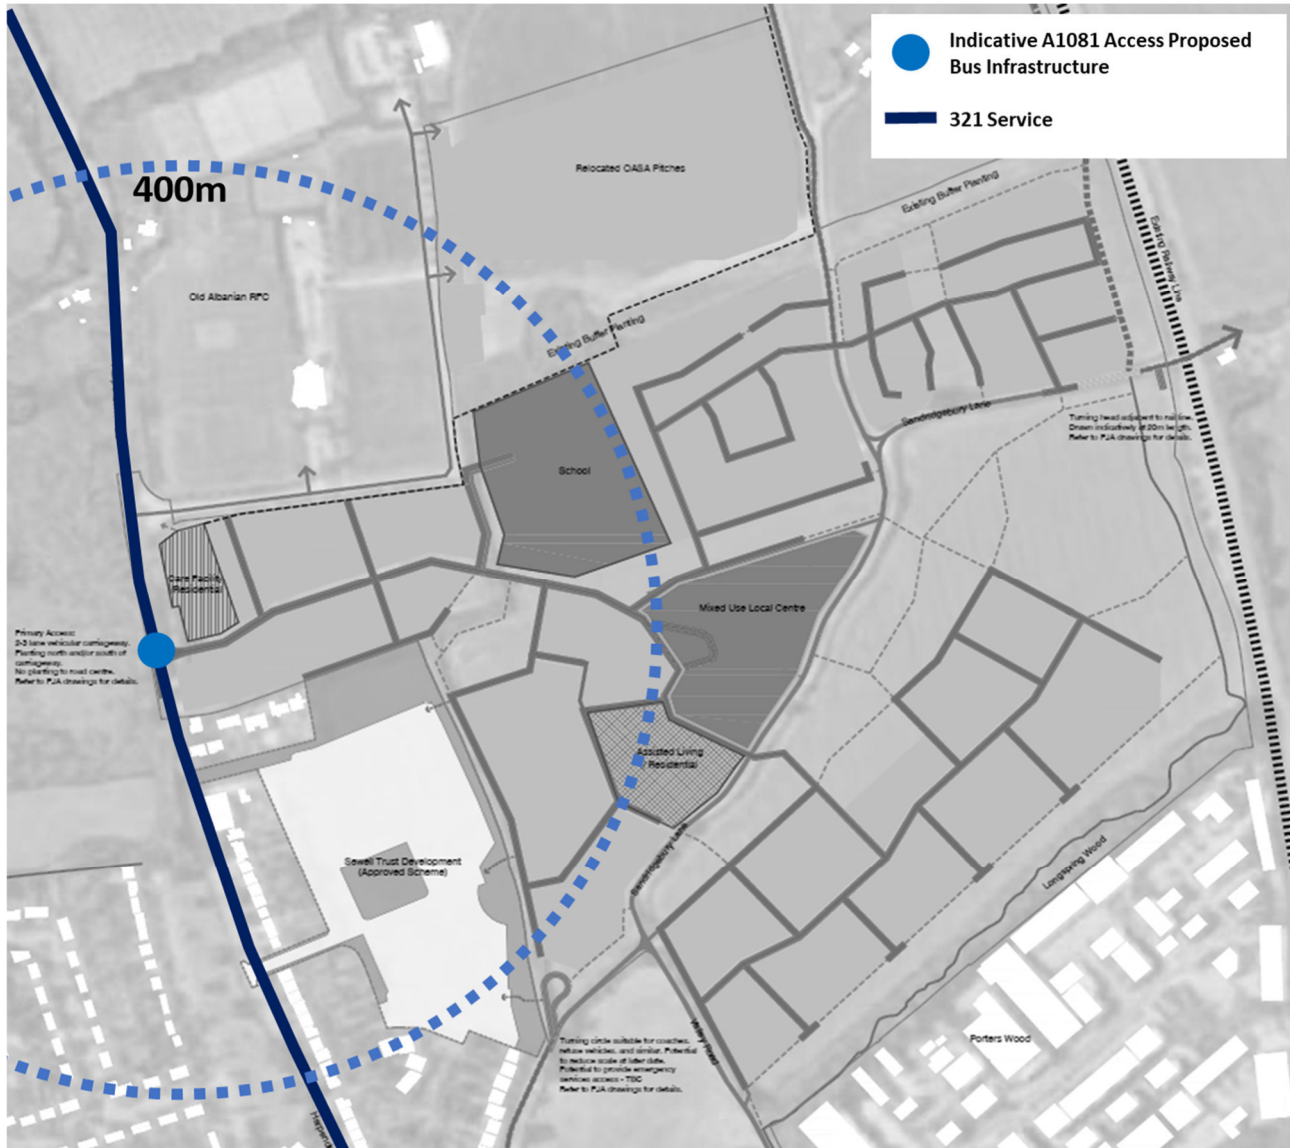 Indicative A1081 Access Proposed
Bus Infrastructure
321 Service
400m
Relocated OASA Pitches
Existing Buffer Planting
Existing Railway Line
Old Albanian RFC
Existing Buffer Planting
Sandridgebury Lane
Turning head adjacent to rail line.
Drawn indicatively at 20m length.
Refer to PJA drawings for details.
School
Care Facility
Residential
Mixed Use Local Centre
Primary Access:
2-3 lane vehicular carriageway.
Planting north and/or south of
carriageway.
No planting to road centre.
Refer to PJA drawings for details.
Assisted Living
Residential
Sandridgebury Lane
Sewell Trust Development
(Approved Scheme)
Longspring Wood
Porters Wood
Valley Road
Turning circle suitable for coaches,
refuse vehicles, and similar. Potential
to reduce scale at later date.
Potential to provide emergency
services access - TBC
Refer to PJA drawings for details.